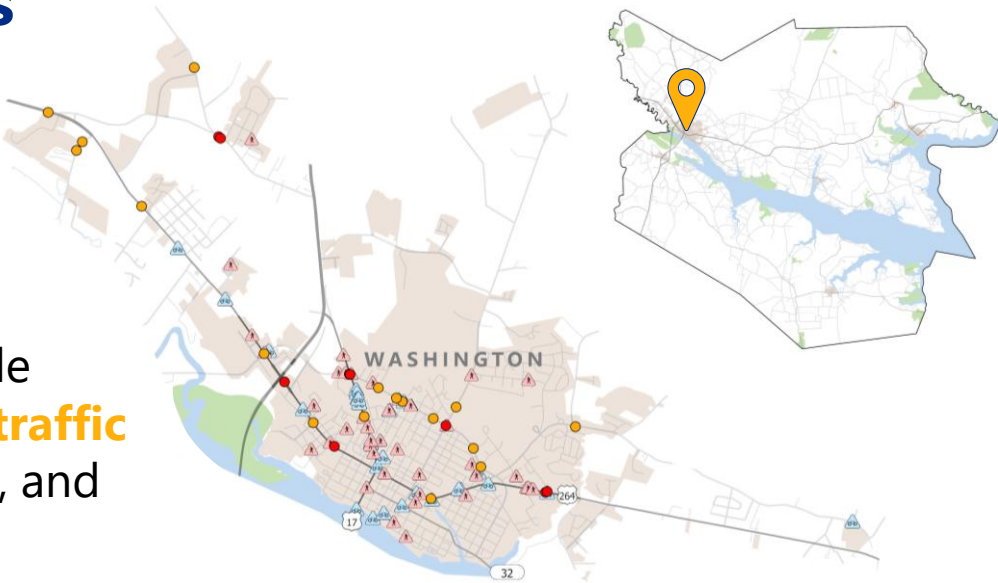 s
WASHINGTON
le
traffic
, and
264
17
32